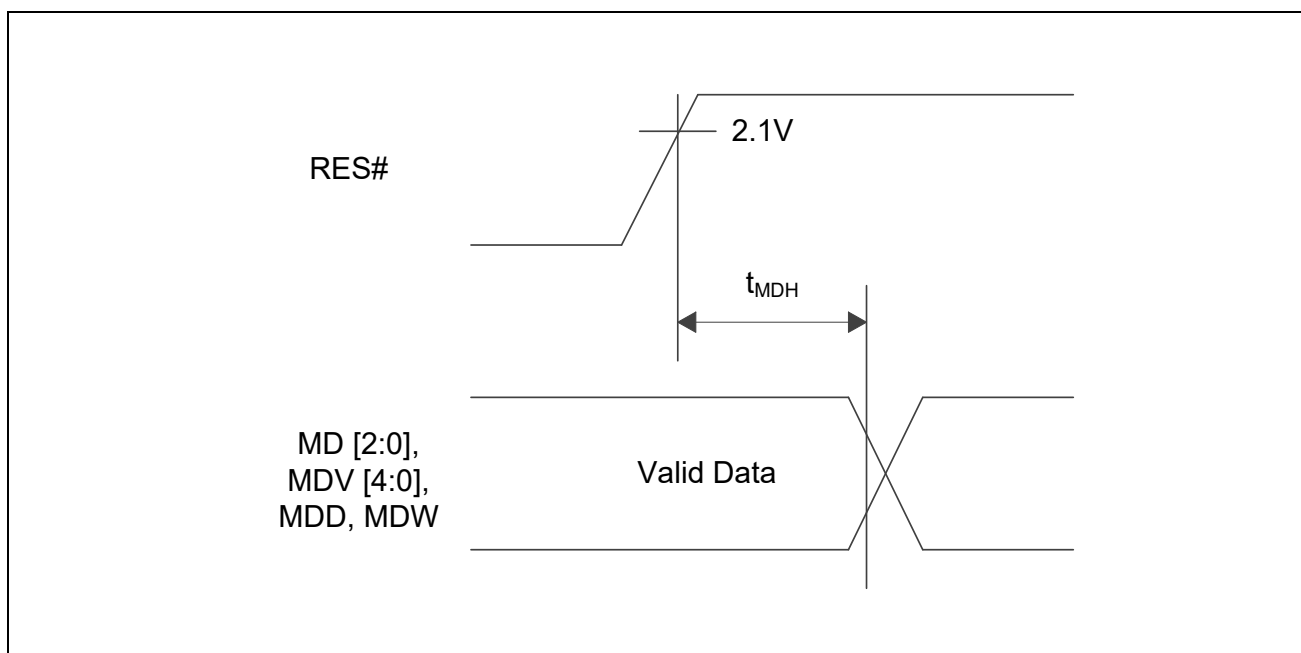 2.1V
RES#
tMDH
MD [2:0],
MDV [4:0],
MDD, MDW
Valid Data